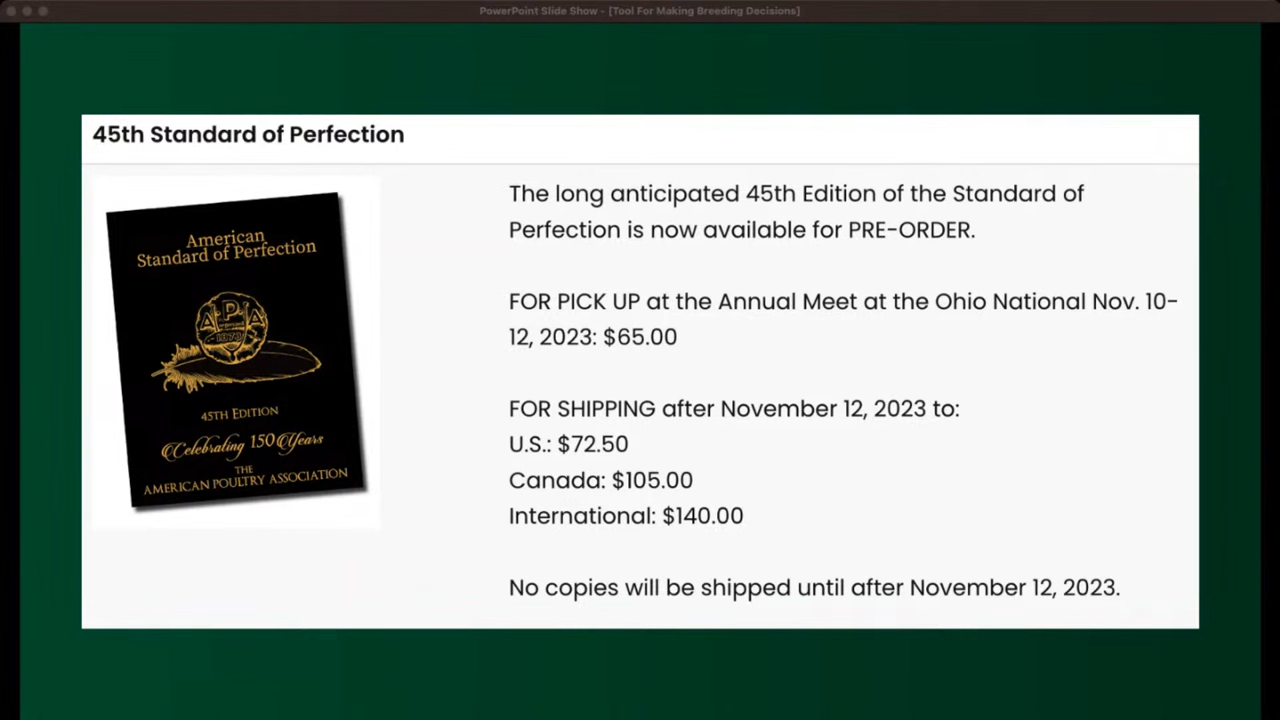 PowerPoint Slide Show - [Tool For Making Breeding Decisions]
45th Standard of Perfection
American
Standard of Perfection
A P A
1873
45TH EDITION
Celebrating 150 Years
THE
AMERICAN POULTRY ASSOCIATION
The long anticipated 45th Edition of the Standard of
Perfection is now available for PRE-ORDER.
FOR PICK UP at the Annual Meet at the Ohio National Nov. 10-
12, 2023: $65.00
FOR SHIPPING after November 12, 2023 to:
U.S.: $72.50
Canada: $105.00
International: $140.00
No copies will be shipped until after November 12, 2023.